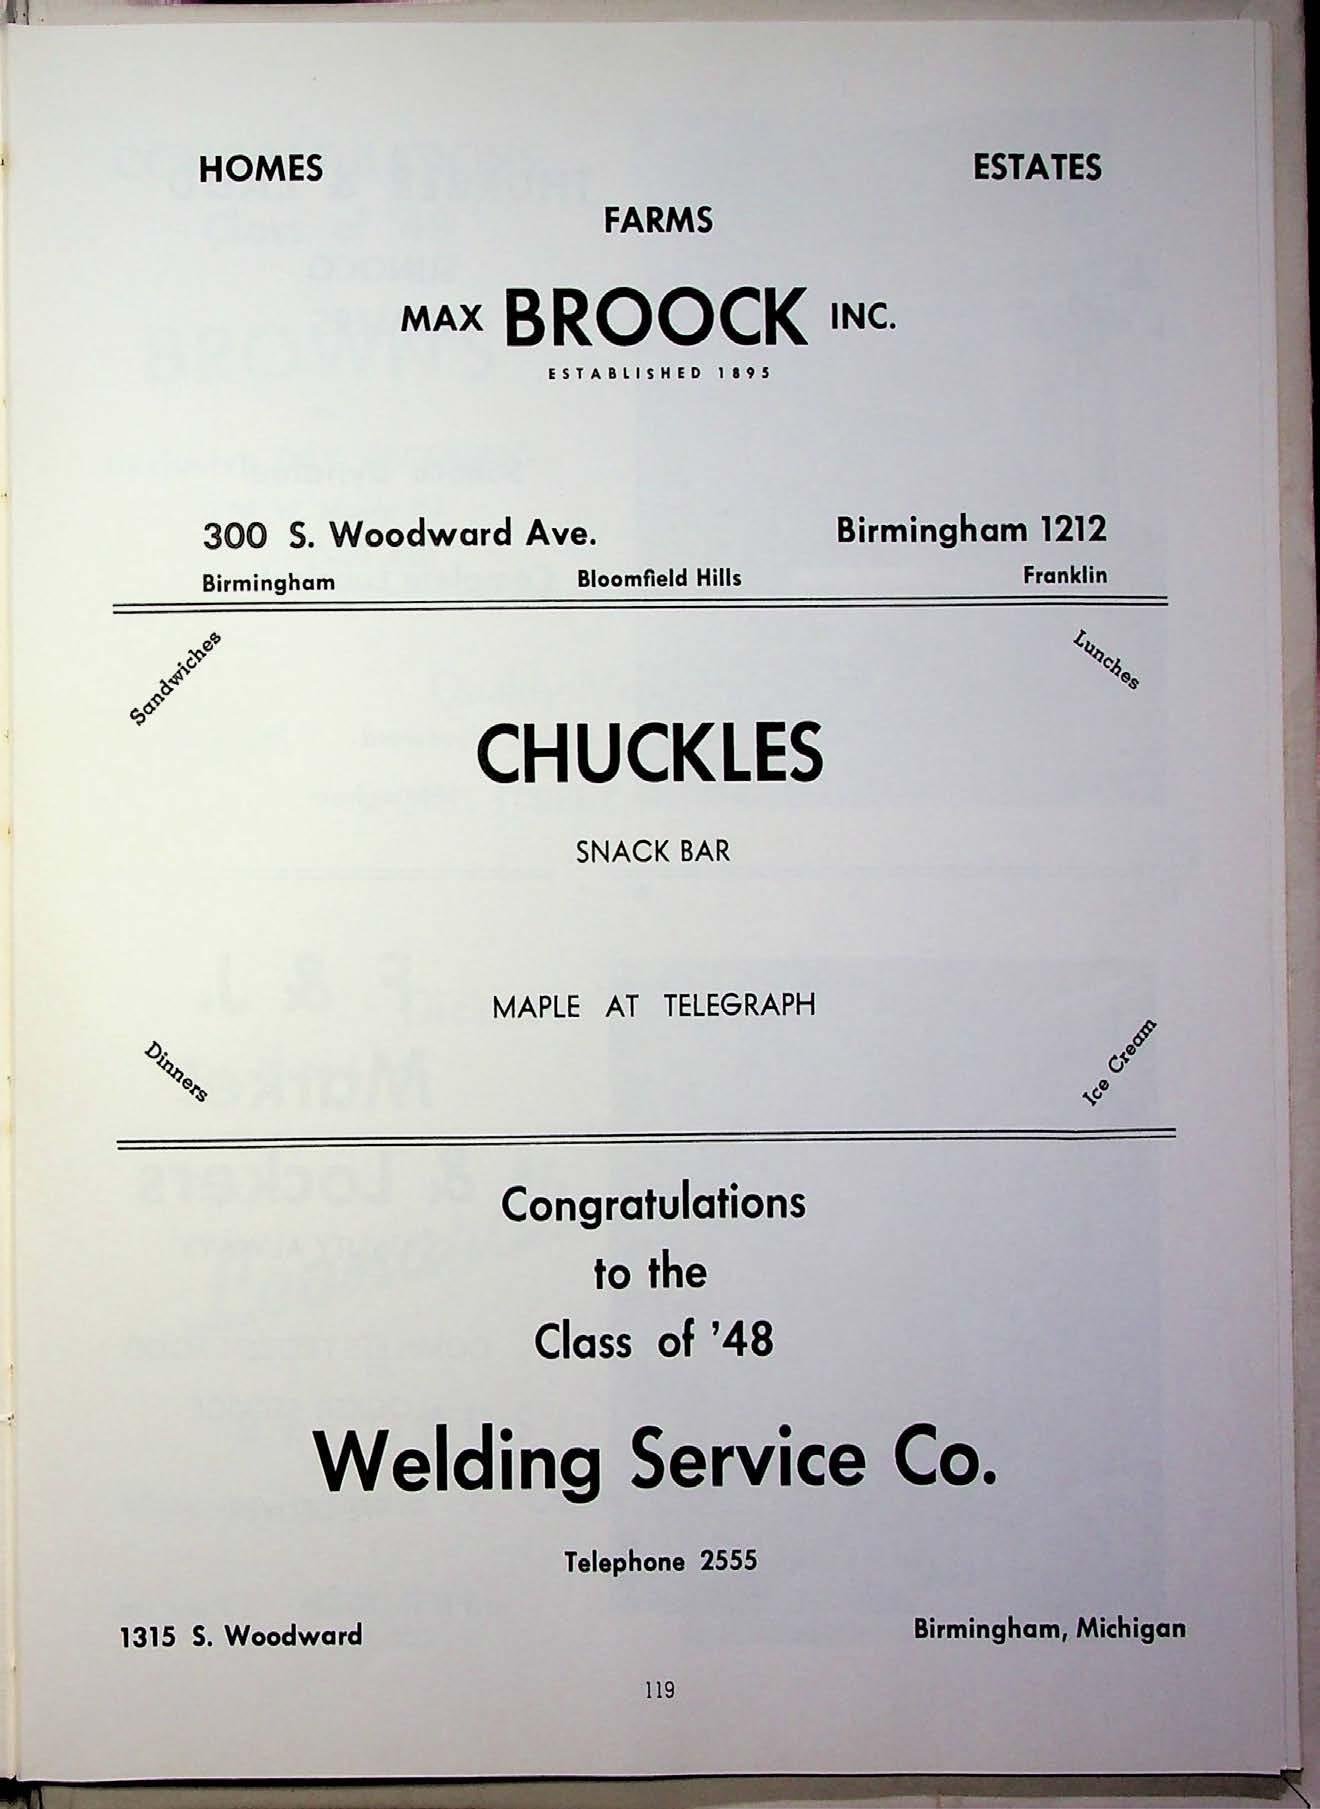 HOMES ESTATES
FARMS
MAX BROOCK INC.
ESTABLISHED 1895
300 S. Woodward Ave. Birmingham 1212
Birmingham Bloomfield Hills Franklin
Sandwiches Lunches
CHUCKLES
SNACK BAR
MAPLE AT TELEGRAPH
Dinners Ice Cream
Congratulations
to the
Class of '48
Welding Service Co.
Telephone 2555
1315 S. Woodward Birmingham, Michigan
119